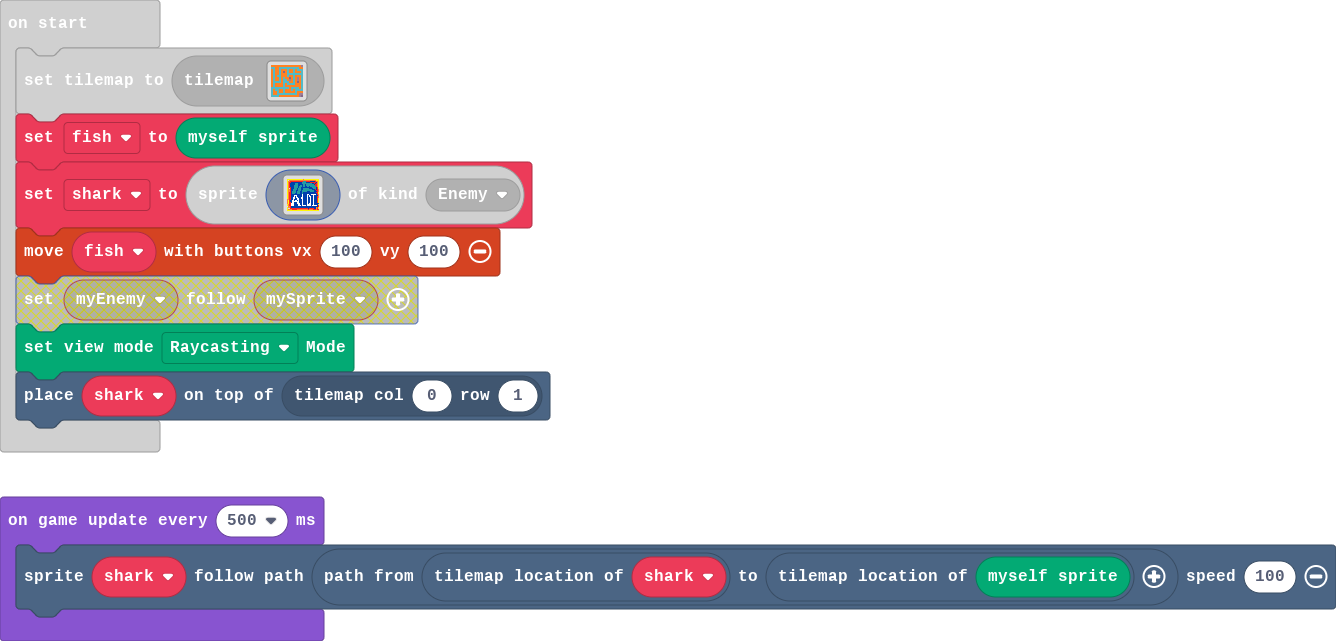 on start
set tilemap to tilemap
set fish to myself sprite
set shark to sprite ALDI of kind Enemy
move fish with buttons vx 100 vy 100
set myEnemy follow mySprite
set view mode Raycasting Mode
place shark on top of tilemap col 0 row 1
on game update every 500 ms
sprite shark follow path path from tilemap location of shark to tilemap location of myself sprite speed 100